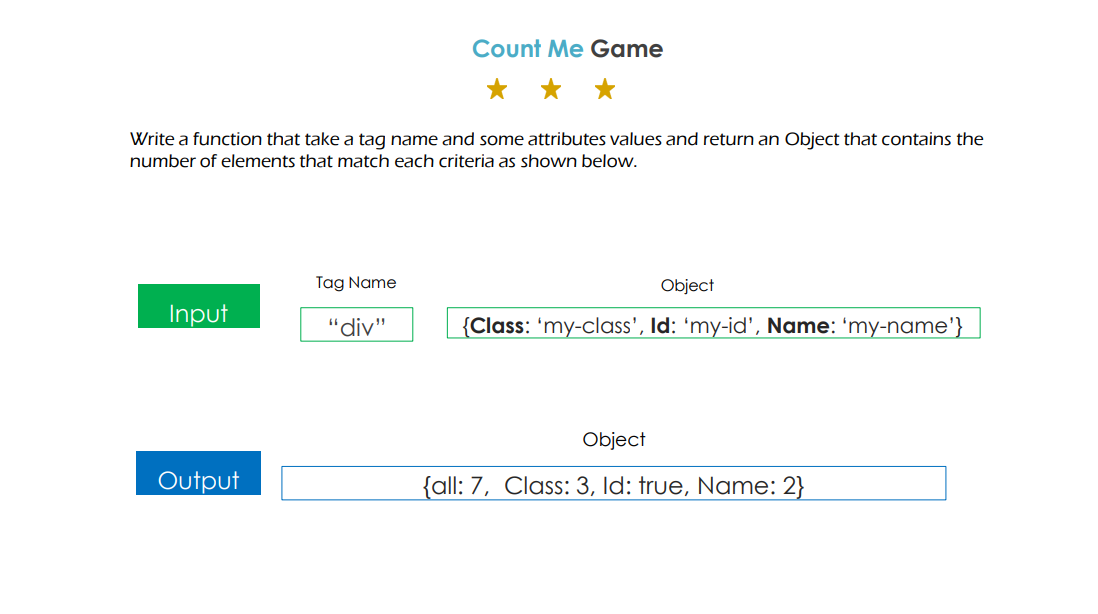 Count Me Game
Write a function that take a tag name and some attributes values and return an Object that contains the
number of elements that match each criteria as shown below.
Tag Name
Object
Input
“div”
{Class: ‘my-class’, Id: ‘my-id’, Name: ‘my-name’}
Object
Output
{all: 7, Class: 3, Id: true, Name: 2}